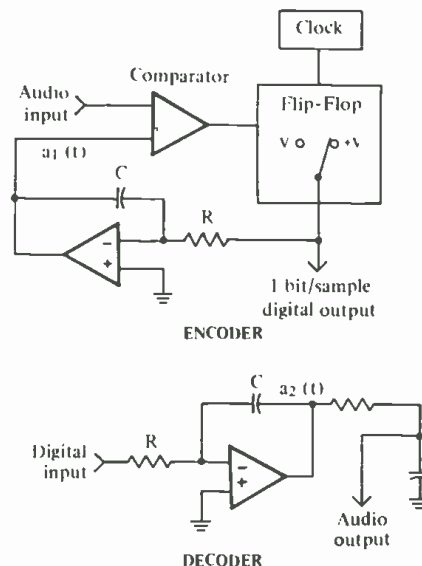 Clock
Comparator
Flip-Flop
Audio
input
V
+V
a1 (t)
C
R
−
+
1 bit/sample
digital output
ENCODER
C
a2 (t)
Digital
input
R
−
+
Audio
output
DECODER